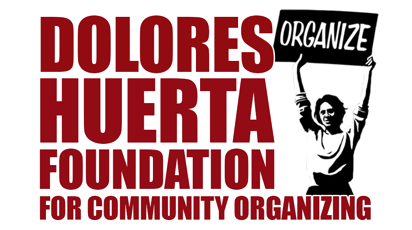 DOLORES
HUERTA
FOUNDATION
FOR COMMUNITY ORGANIZING
ORGANIZE